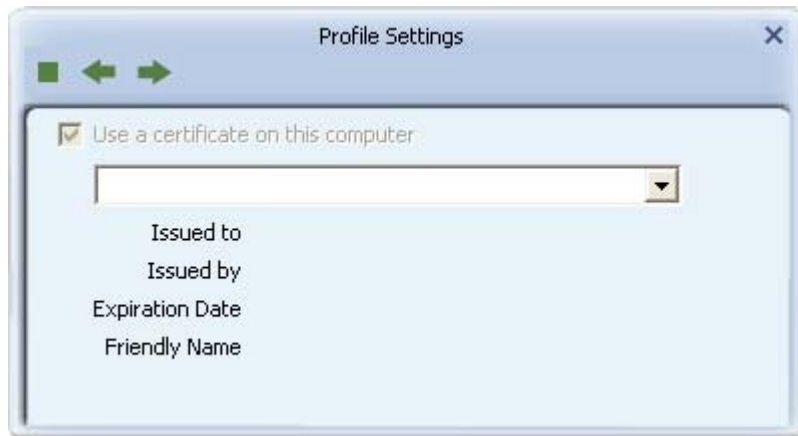 Profile Settings
Use a certificate on this computer
Issued to
Issued by
Expiration Date
Friendly Name